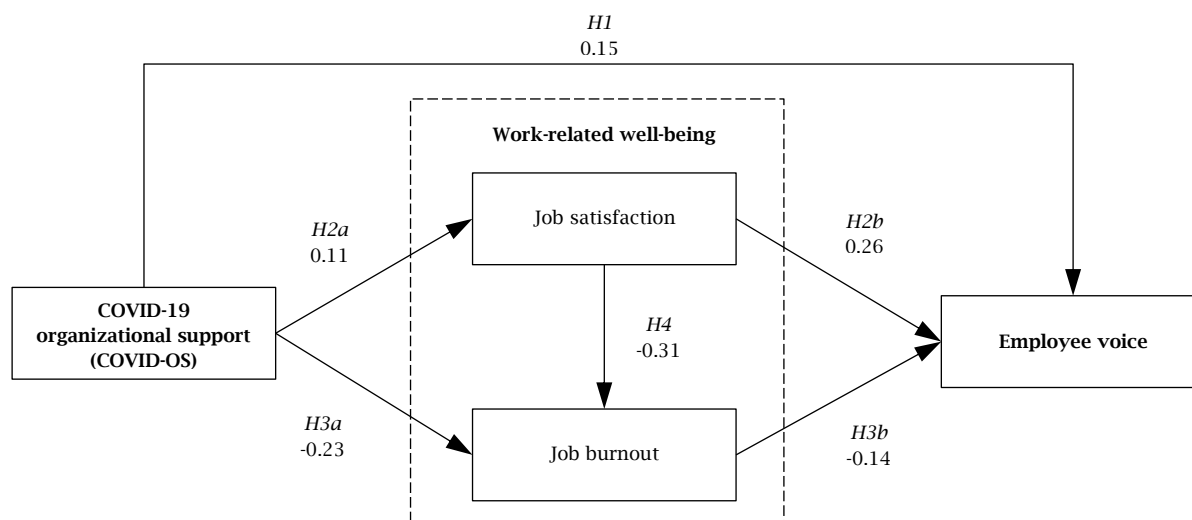 H1
0.15
Work-related well-being
Job satisfaction
H2a
0.11
H2b
0.26
COVID-19
organizational support
(COVID-OS)
H4
-0.31
Employee voice
H3a
-0.23
Job burnout
H3b
-0.14